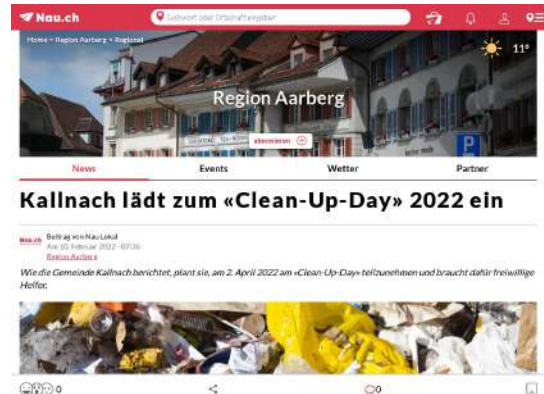 Nau.ch
Suchwort oder Ortschaft eingeben
Home > Region Aarberg > Regional
11°
Region Aarberg
abonnieren
P
News Events Wetter Partner
Kallnach lädt zum «Clean-Up-Day» 2022 ein
Nau.ch
Beitrag von Nau Lokal
Am 10. Februar 2022 - 07:36
Region Aarberg
Wie die Gemeinde Kallnach berichtet, plant sie, am 2. April 2022 am «Clean-Up-Day» teilzunehmen und braucht dafür freiwillige
Helfer.
0 0